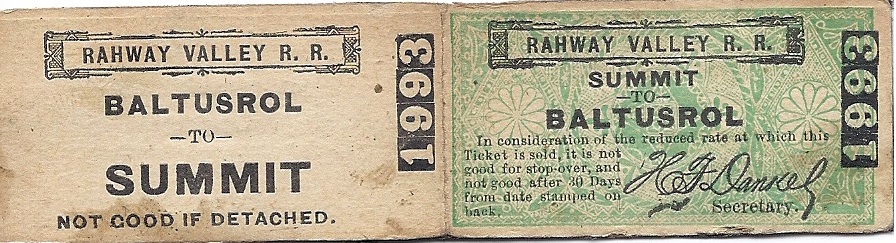 RAHWAY VALLEY R. R.
BALTUSROL
—TO—
SUMMIT
NOT GOOD IF DETACHED.
1993
RAHWAY VALLEY R. R.
SUMMIT
—TO—
BALTUSROL
In consideration of the reduced rate at which this
Ticket is sold, it is not
good for stop-over, and
not good after 30 Days
from date stamped on
back.
Secretary.
1993